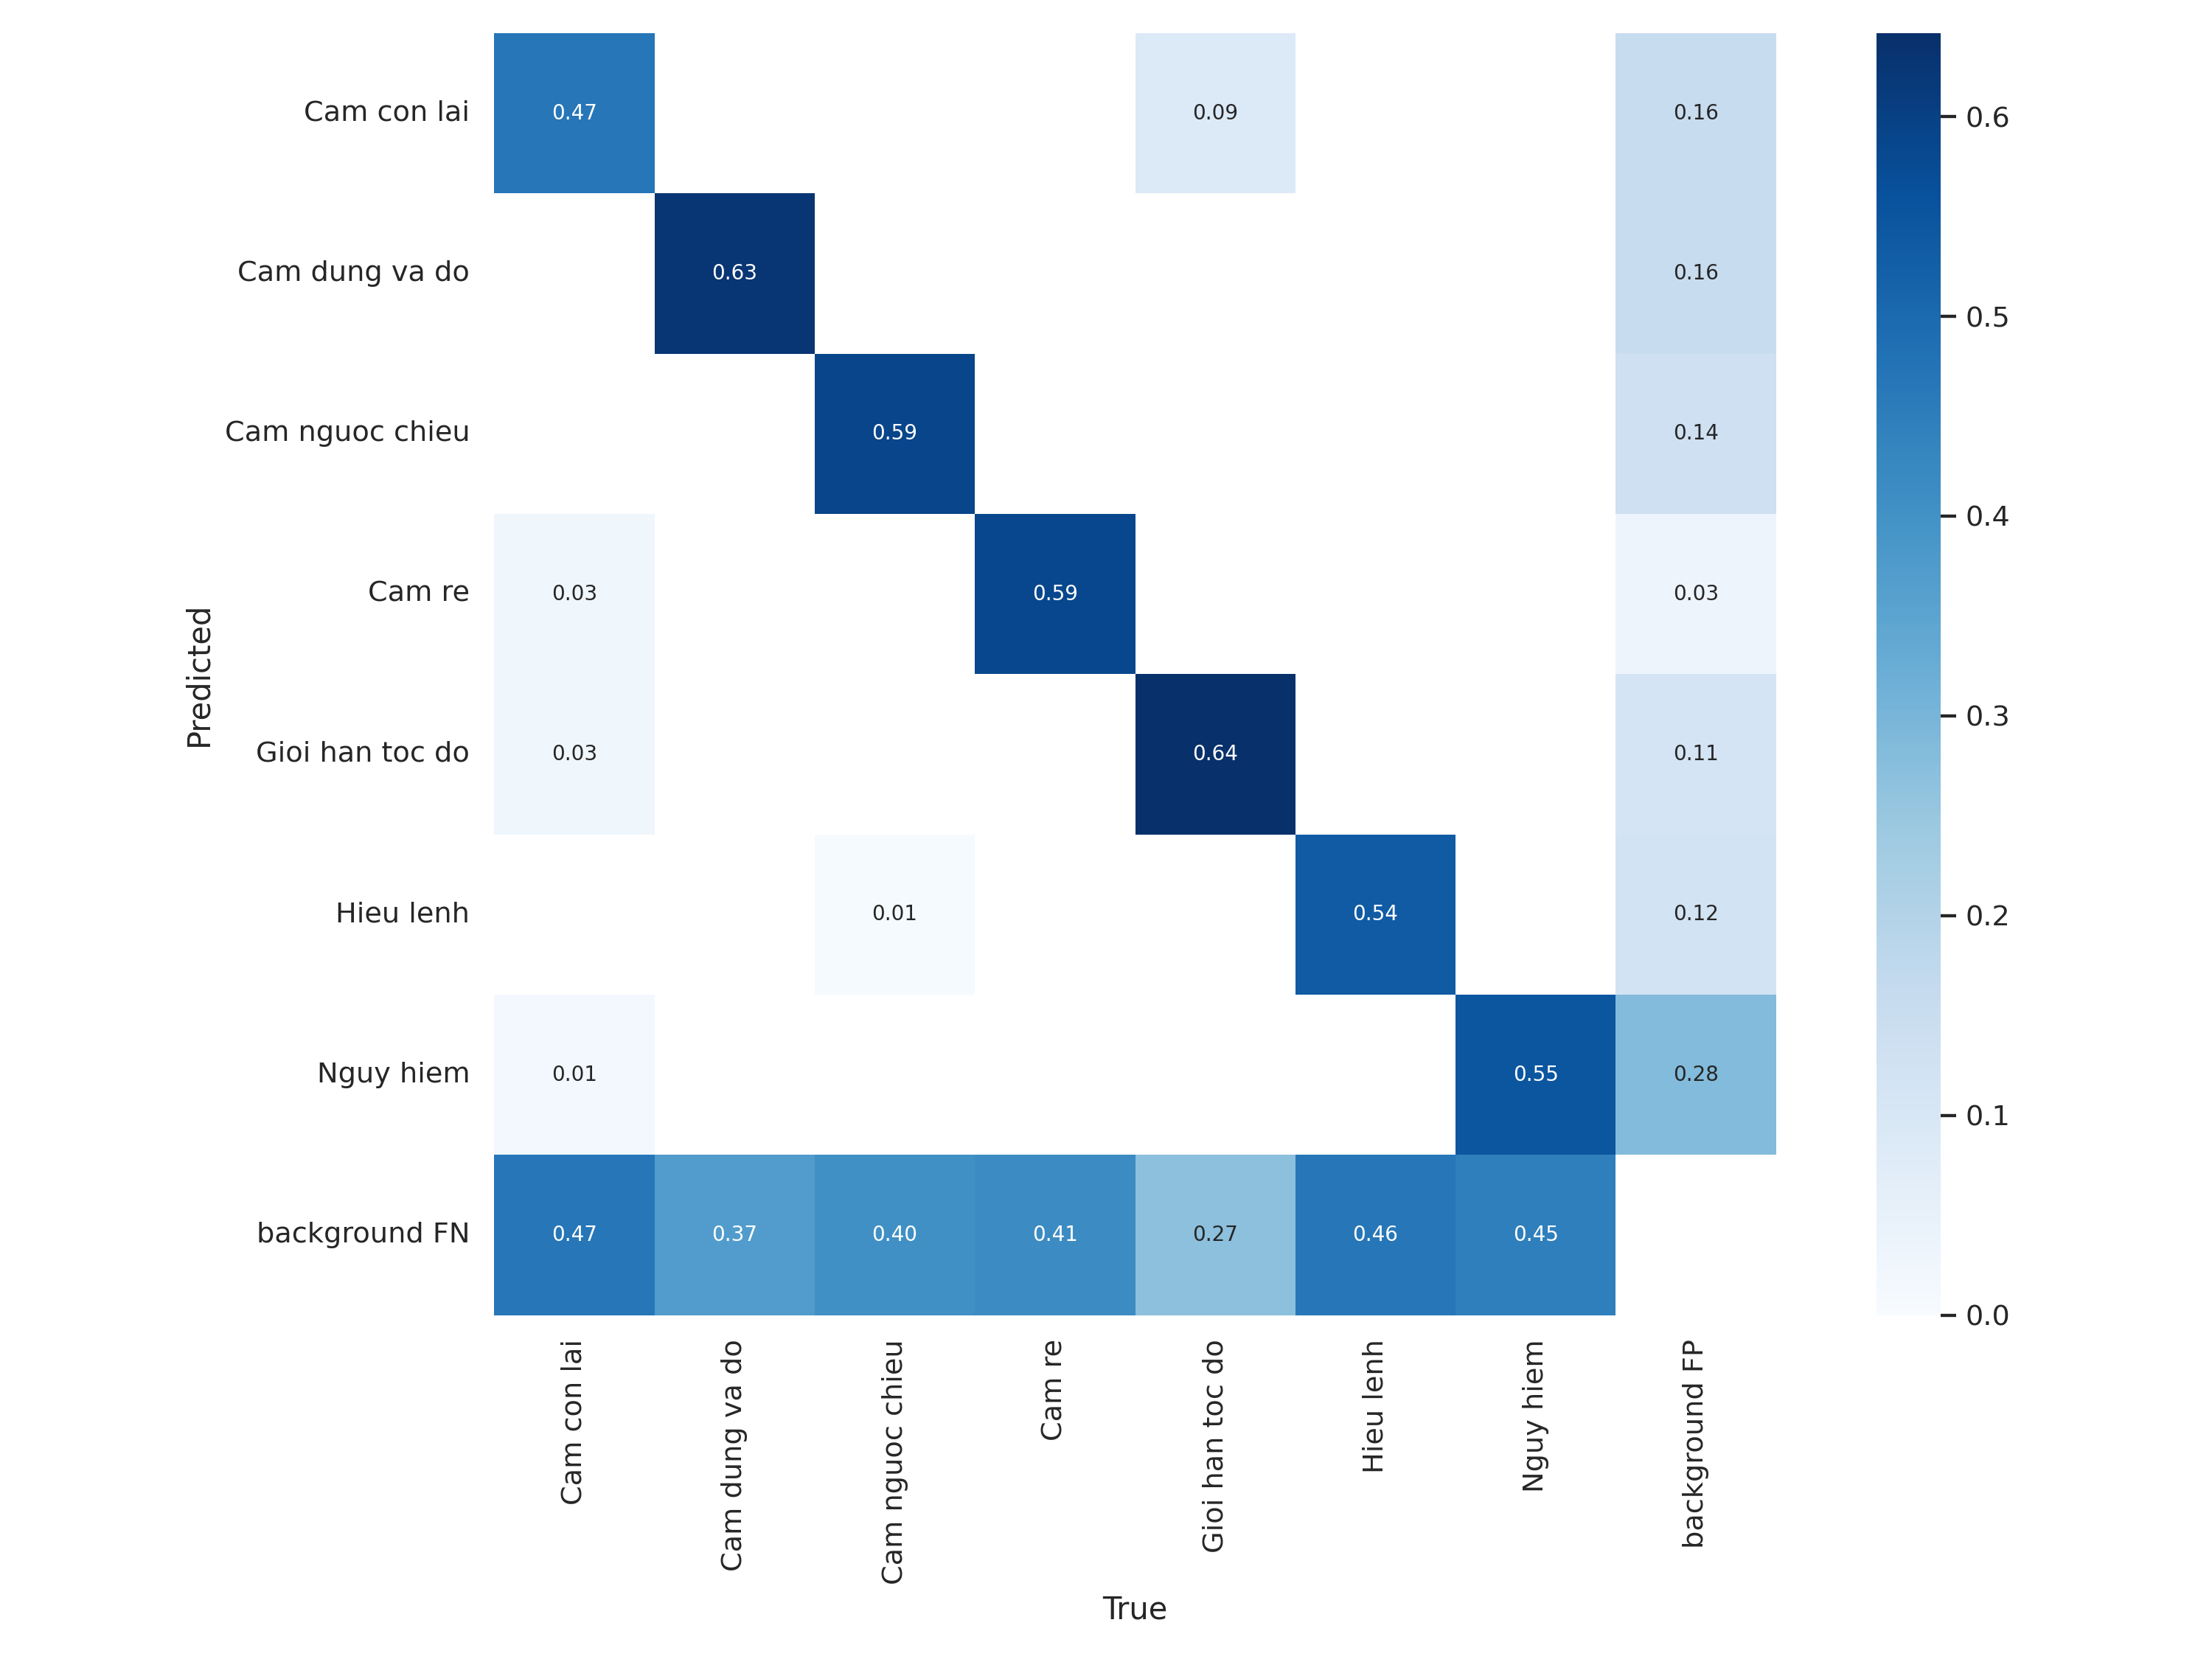 Cam con lai 0.47 0.09 0.16
Cam dung va do 0.63 0.16
Cam nguoc chieu 0.59 0.14
Cam re 0.03 0.59 0.03
Gioi han toc do 0.03 0.64 0.11
Hieu lenh 0.01 0.54 0.12
Nguy hiem 0.01 0.55 0.28
background FN 0.47 0.37 0.40 0.41 0.27 0.46 0.45
Predicted
Cam con lai
Cam dung va do
Cam nguoc chieu
Cam re
Gioi han toc do
Hieu lenh
Nguy hiem
background FP
True
0.6
0.5
0.4
0.3
0.2
0.1
0.0